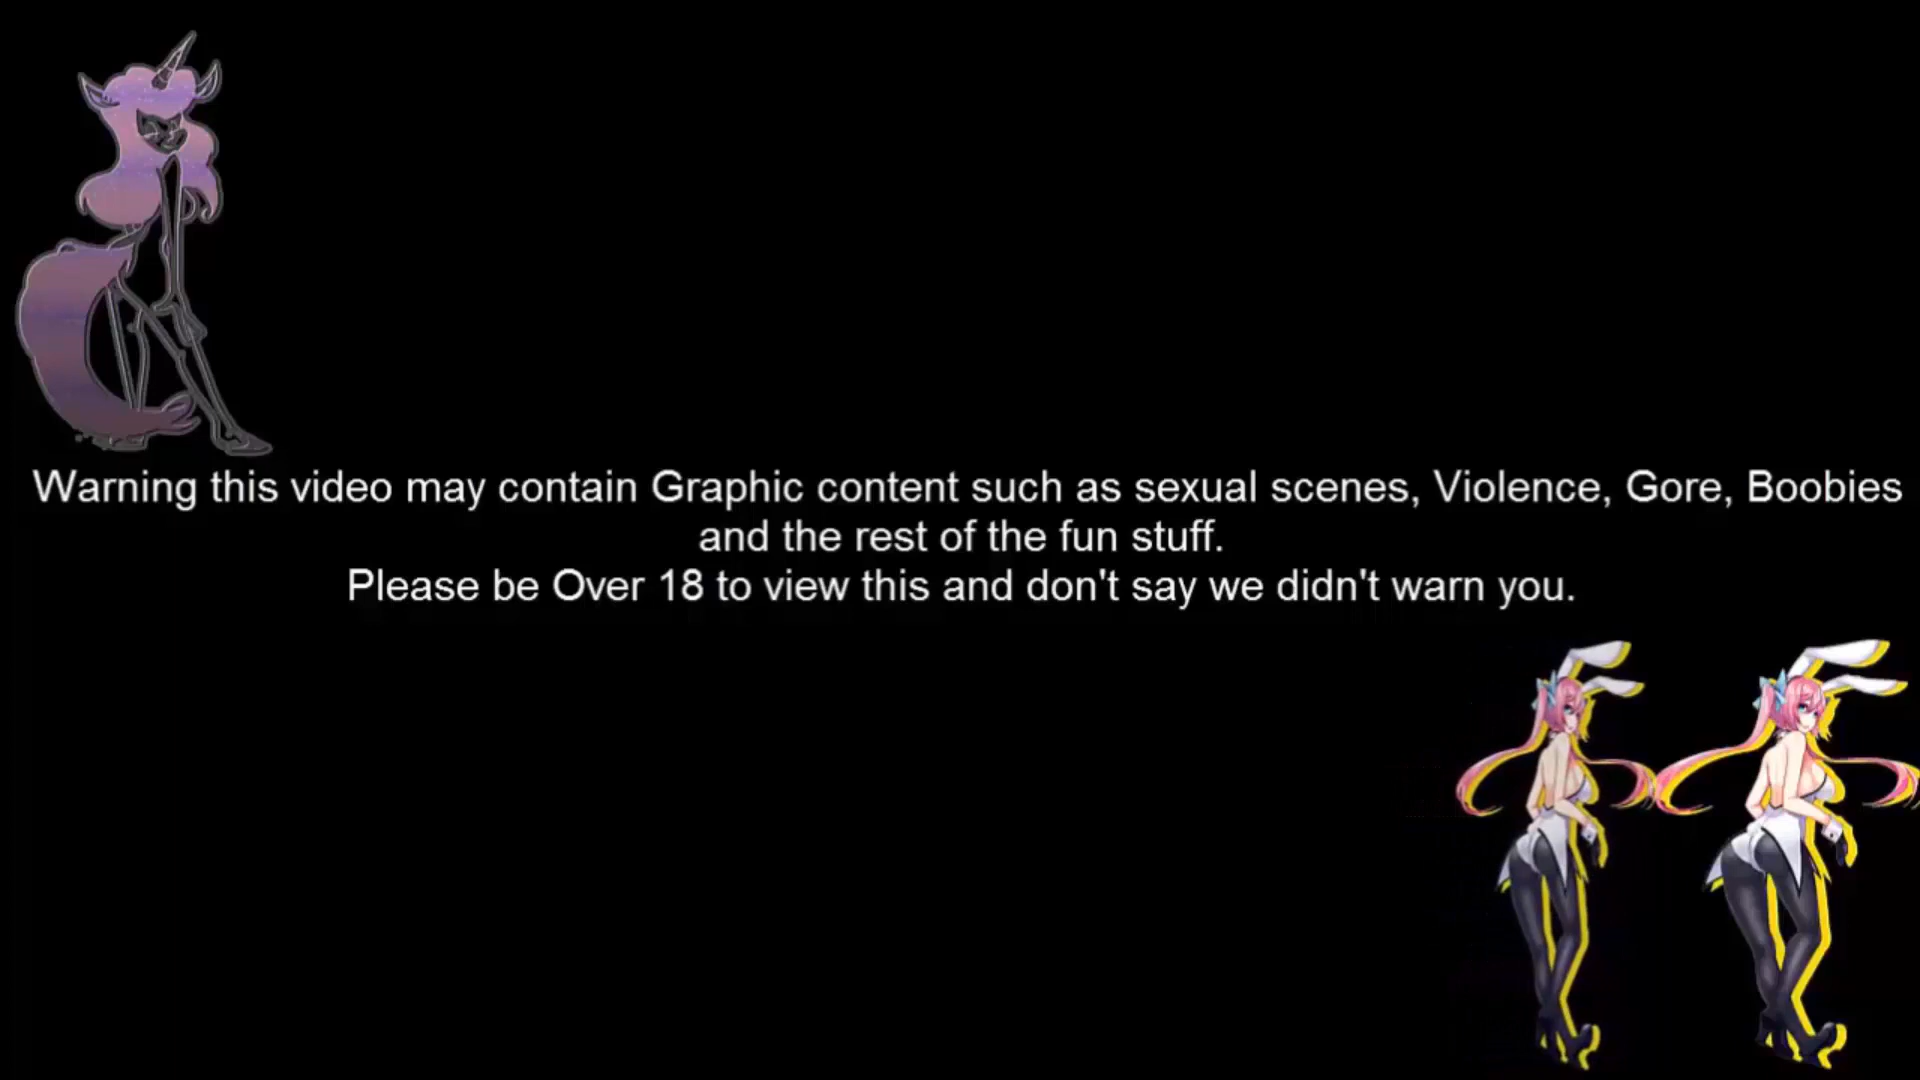 Warning this video may contain Graphic content such as sexual scenes, Violence, Gore, Boobies
and the rest of the fun stuff.
Please be Over 18 to view this and don't say we didn't warn you.